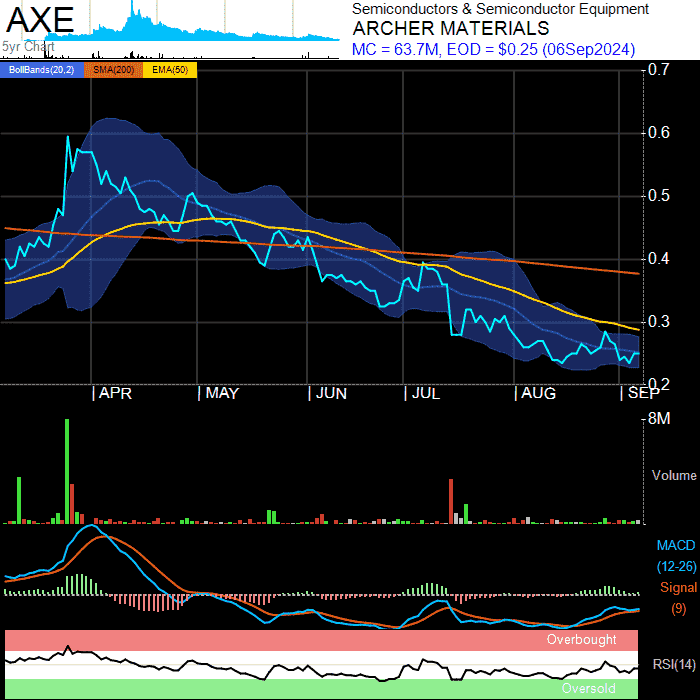 AXE
5yr Chart
Semiconductors & Semiconductor Equipment
ARCHER MATERIALS
MC = 63.7M, EOD = $0.25 (06Sep2024)
BollBands(20,2) SMA(200) EMA(50)
0.7
0.6
0.5
0.4
0.3
0.2
APR MAY JUN JUL AUG SEP
8M
Volume
MACD
(12-26)
Signal
(9)
Overbought
RSI(14)
Oversold